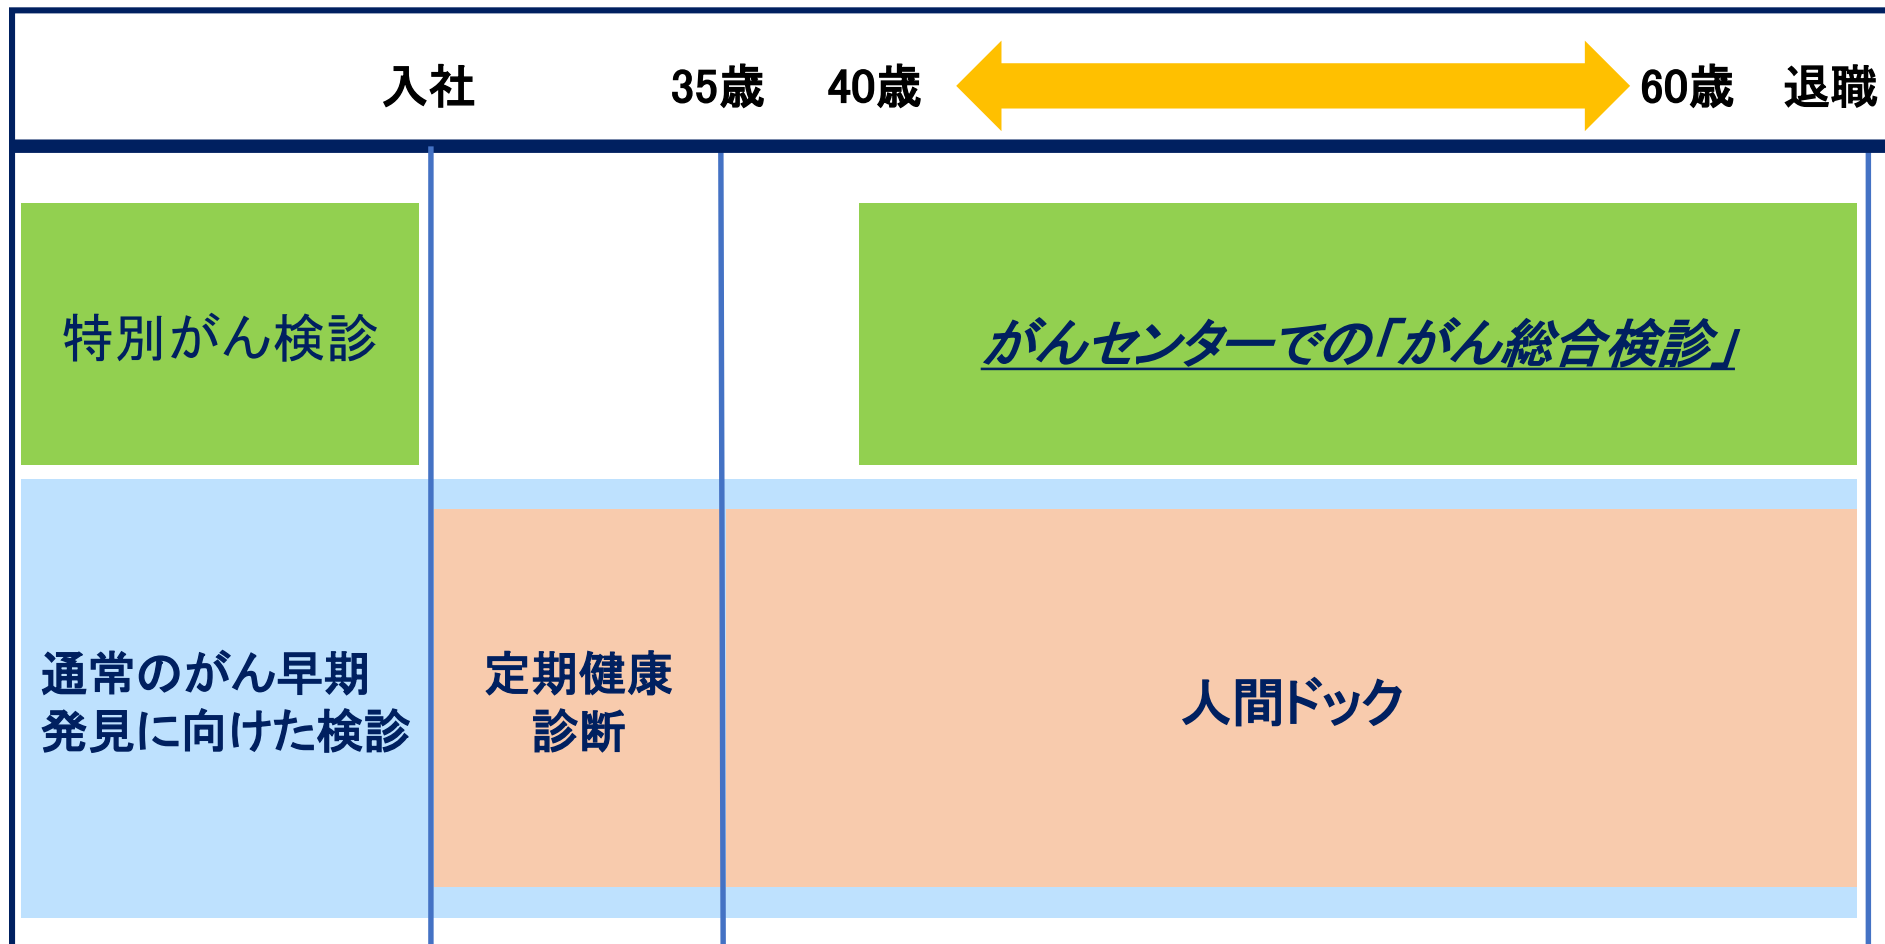 入社 35歳 40歳 60歳 退職
特別がん検診
がんセンターでの「がん総合検診」
通常のがん早期
発見に向けた検診
定期健康
診断
人間ドック